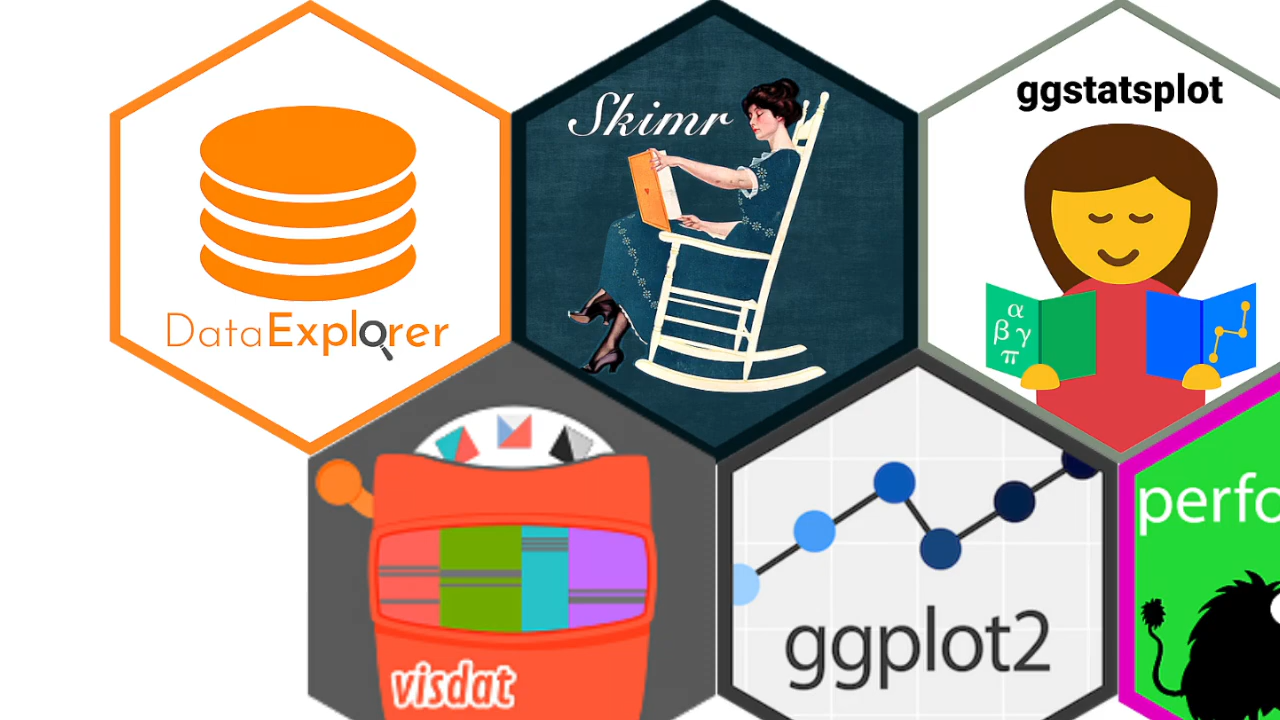 DataExplorer
Skimr
ggstatsplot
α
β γ
π
visdat
ggplot2
perfo